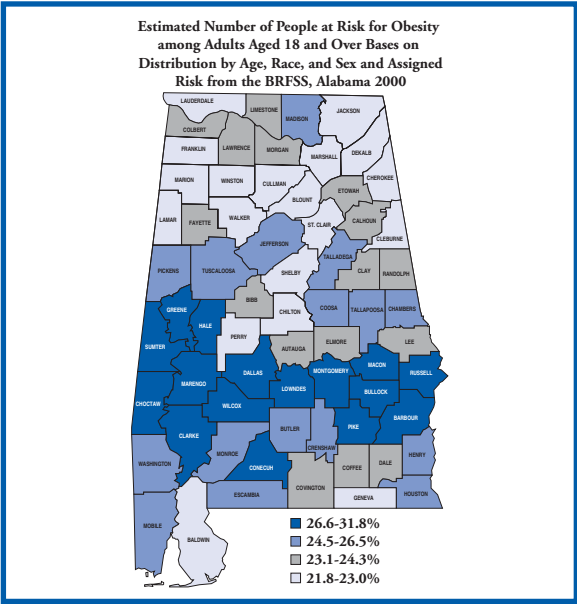 Estimated Number of People at Risk for Obesity
among Adults Aged 18 and Over Bases on
Distribution by Age, Race, and Sex and Assigned
Risk from the BRFSS, Alabama 2000
LAUDERDALE
LIMESTONE
MADISON
JACKSON
COLBERT
FRANKLIN
LAWRENCE
MORGAN
MARSHALL
DEKALB
CHEROKEE
MARION
WINSTON
CULLMAN
BLOUNT
ETOWAH
LAMAR
FAYETTE
WALKER
ST. CLAIR
CALHOUN
CLEBURNE
JEFFERSON
TALLADEGA
PICKENS
TUSCALOOSA
SHELBY
CLAY
RANDOLPH
BIBB
GREENE
HALE
CHILTON
COOSA
TALLAPOOSA
CHAMBERS
PERRY
SUMTER
AUTAUGA
ELMORE
LEE
MARENGO
DALLAS
MONTGOMERY
MACON
RUSSELL
LOWNDES
BULLOCK
CHOCTAW
WILCOX
BARBOUR
CLARKE
BUTLER
CRENSHAW
PIKE
WASHINGTON
MONROE
CONECUH
COFFEE
DALE
HENRY
COVINGTON
ESCAMBIA
GENEVA
HOUSTON
MOBILE
BALDWIN
26.6-31.8%
24.5-26.5%
23.1-24.3%
21.8-23.0%